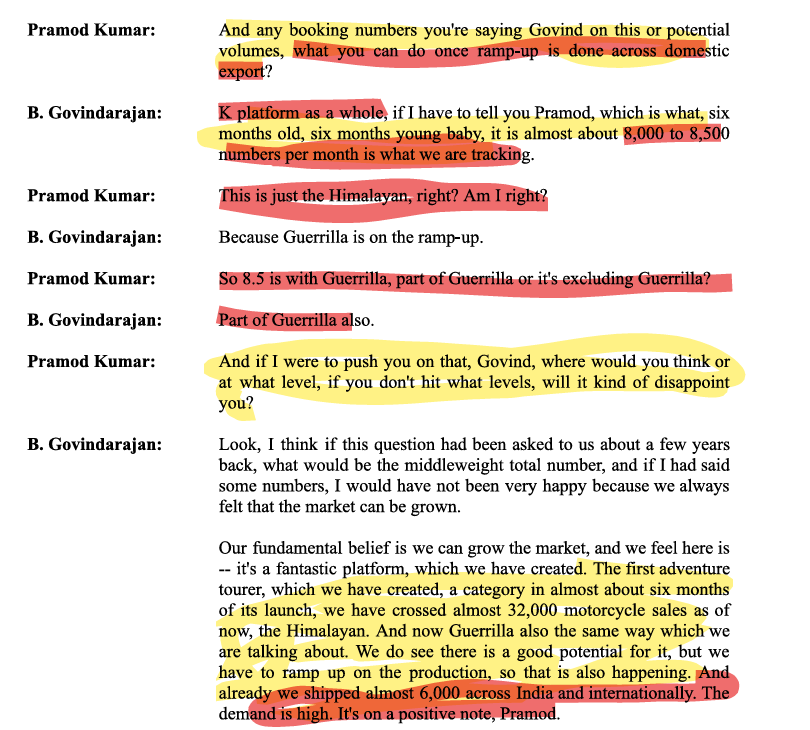 Pramod Kumar: And any booking numbers you're saying Govind on this or potential
volumes, what you can do once ramp-up is done across domestic
export?
B. Govindarajan: K platform as a whole, if I have to tell you Pramod, which is what, six
months old, six months young baby, it is almost about 8,000 to 8,500
numbers per month is what we are tracking.
Pramod Kumar: This is just the Himalayan, right? Am I right?
B. Govindarajan: Because Guerrilla is on the ramp-up.
Pramod Kumar: So 8.5 is with Guerrilla, part of Guerrilla or it's excluding Guerrilla?
B. Govindarajan: Part of Guerrilla also.
Pramod Kumar: And if I were to push you on that, Govind, where would you think or
at what level, if you don't hit what levels, will it kind of disappoint
you?
B. Govindarajan: Look, I think if this question had been asked to us about a few years
back, what would be the middleweight total number, and if I had said
some numbers, I would have not been very happy because we always
felt that the market can be grown.
Our fundamental belief is we can grow the market, and we feel here is
-- it's a fantastic platform, which we have created. The first adventure
tourer, which we have created, a category in almost about six months
of its launch, we have crossed almost 32,000 motorcycle sales as of
now, the Himalayan. And now Guerrilla also the same way which we
are talking about. We do see there is a good potential for it, but we
have to ramp up on the production, so that is also happening. And
already we shipped almost 6,000 across India and internationally. The
demand is high. It's on a positive note, Pramod.